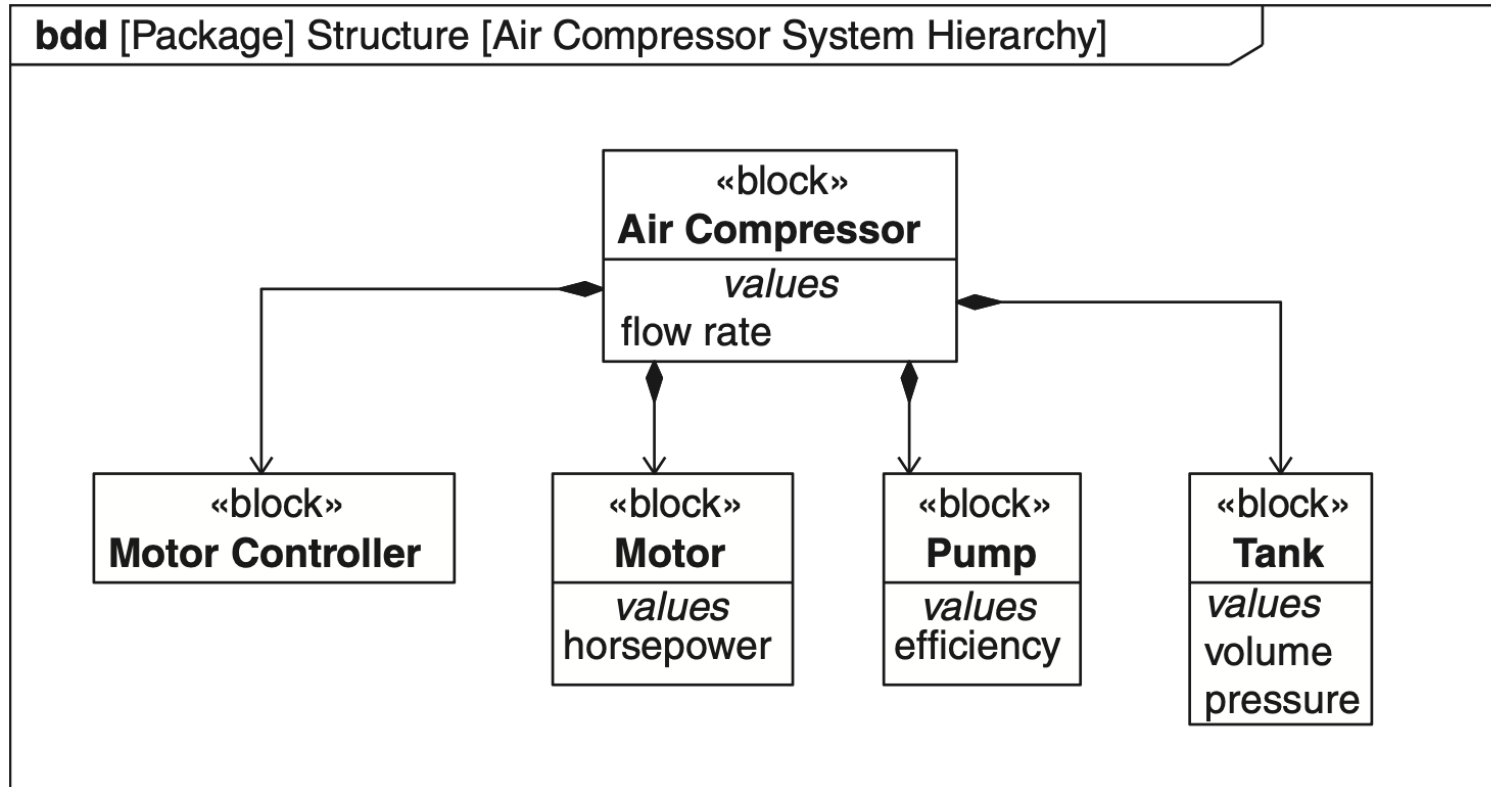 bdd [Package] Structure [Air Compressor System Hierarchy]
«block»
Air Compressor
values
flow rate
«block»
Motor Controller
«block»
Motor
values
horsepower
«block»
Pump
values
efficiency
«block»
Tank
values
volume
pressure